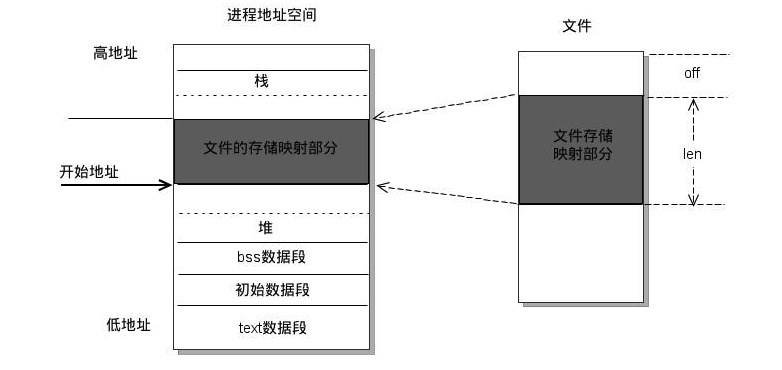 进程地址空间
文件
高地址
栈
off
文件的存储映射部分
文件存储
映射部分
len
开始地址
堆
bss数据段
初始数据段
低地址
text数据段